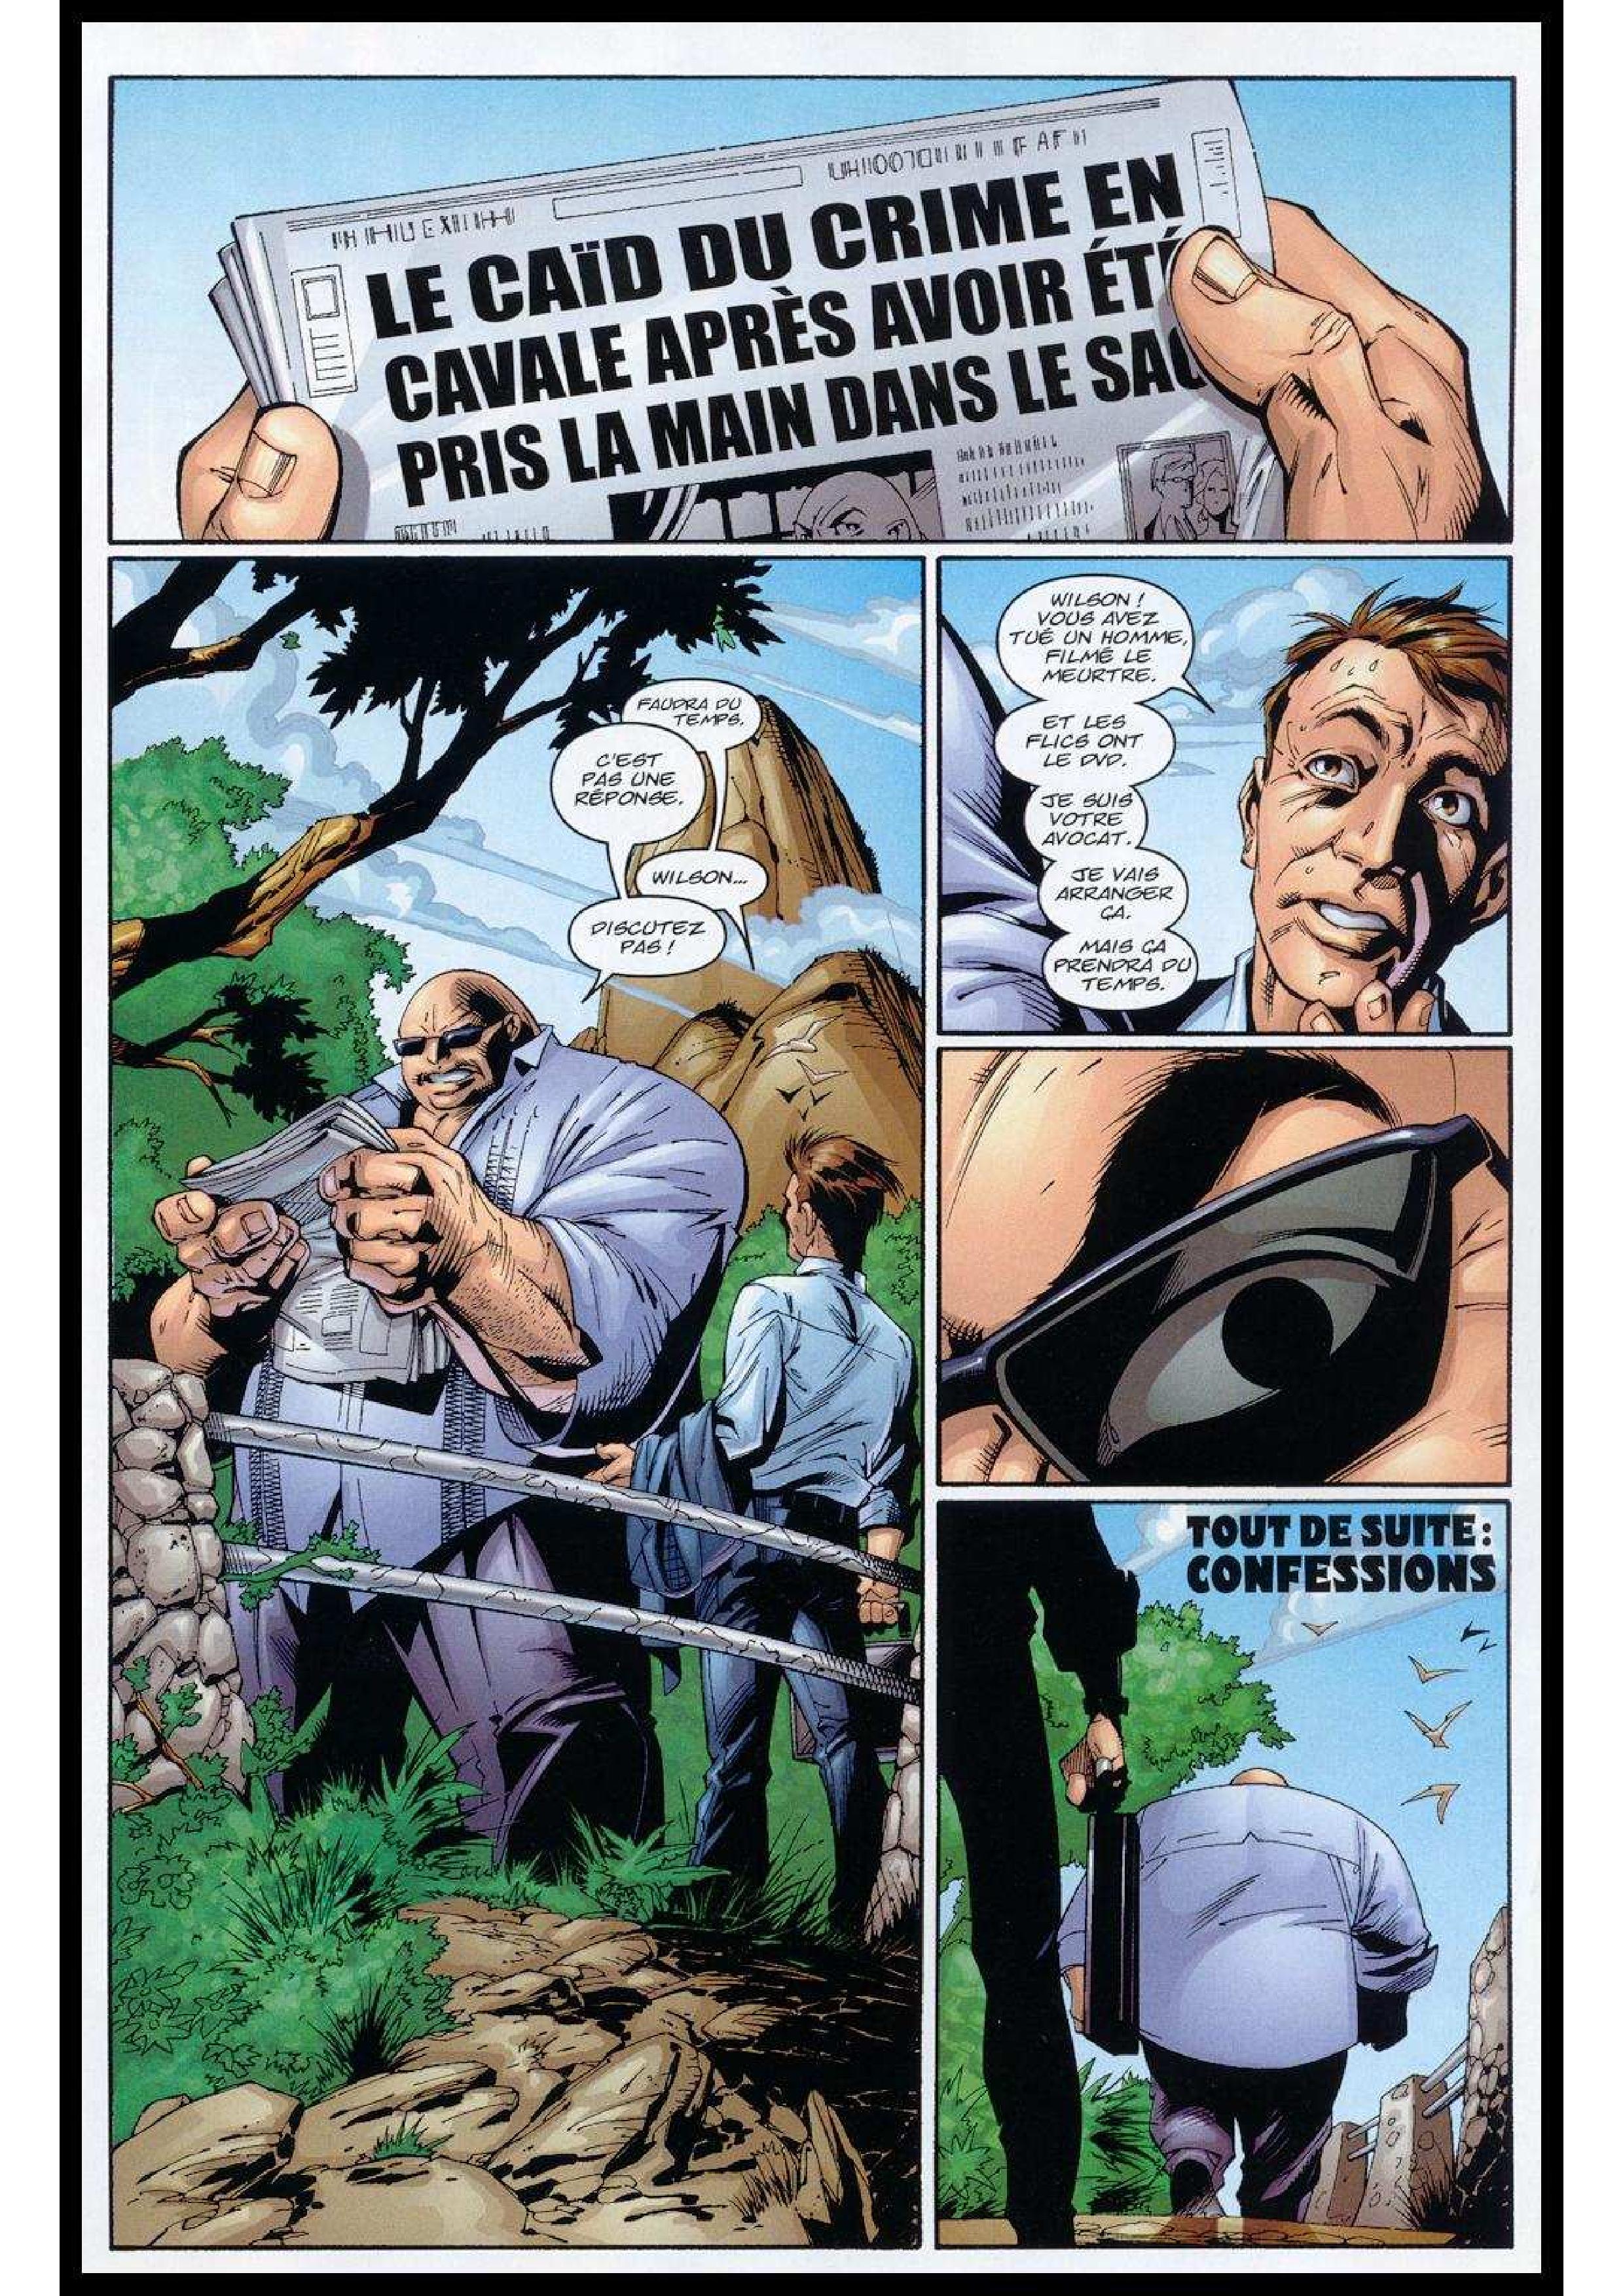 LE CAÏD DU CRIME EN
CAVALE APRÈS AVOIR ÉTÉ
PRIS LA MAIN DANS LE SAC
FAUDRA DU
TEMPS.
C'EST
PAS UNE
RÉPONSE.
WILSON...
DISCUTEZ
PAS !
WILSON !
VOUS AVEZ
TUÉ UN HOMME,
FILMÉ LE
MEURTRE.
ET LES
FLICS ONT
LE DVD.
JE SUIS
VOTRE
AVOCAT.
JE VAIS
ARRANGER
ÇA.
MAIS ÇA
PRENDRA DU
TEMPS.
TOUT DE SUITE :
CONFESSIONS